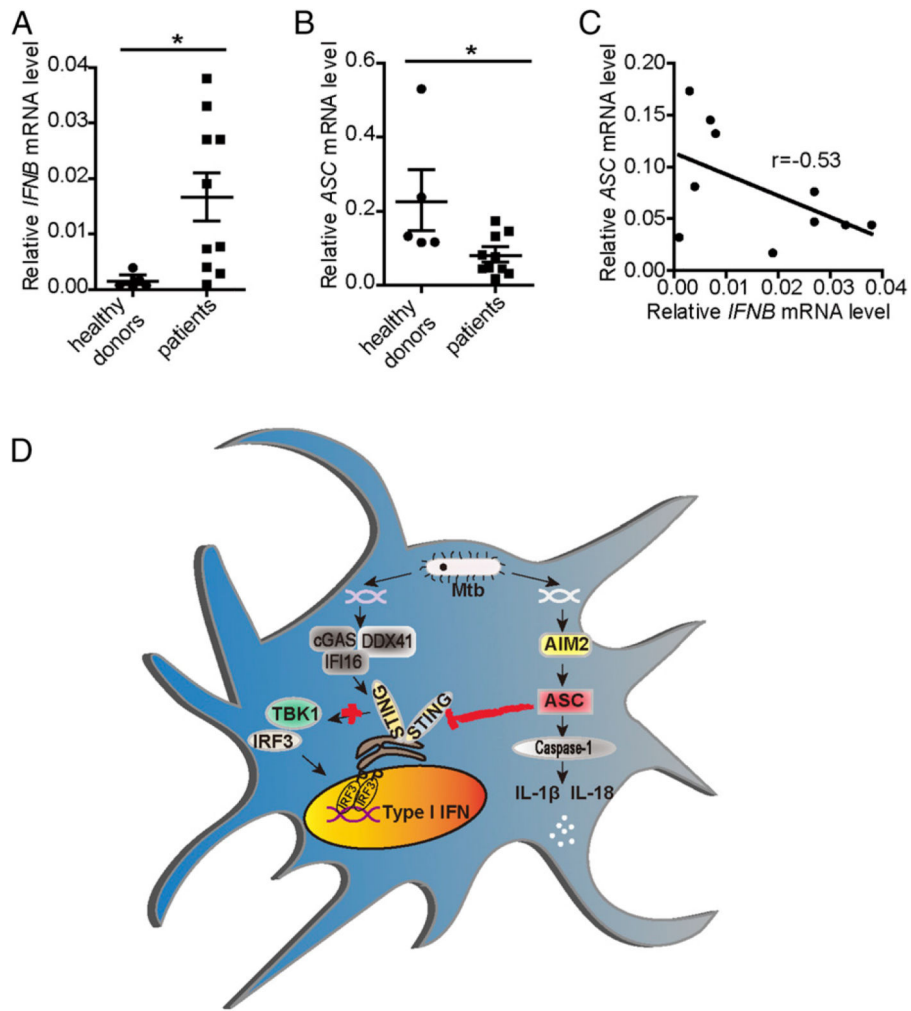 A
Relative IFNB mRNA level
*
0.04
0.03
0.02
0.01
0.00
healthy
donors
patients
B
Relative ASC mRNA level
*
0.6
0.4
0.2
0.0
healthy
donors
patients
C
Relative ASC mRNA level
0.20
0.15
0.10
0.05
0.00
r=-0.53
0.00 0.01 0.02 0.03 0.04
Relative IFNB mRNA level
D
Mtb
cGAS DDX41
IFI16
AIM2
STING
STING
ASC
TBK1
IRF3
Caspase-1
P P
IRF3 IRF3
Type I IFN
IL-1β IL-18